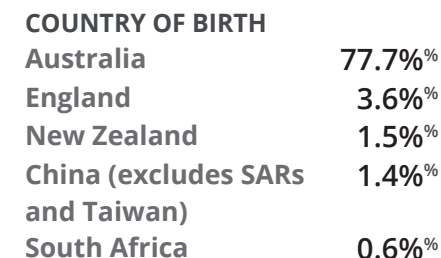 COUNTRY OF BIRTH
Australia 77.7%%
England 3.6%%
New Zealand 1.5%%
China (excludes SARs 1.4%%
and Taiwan)
South Africa 0.6%%